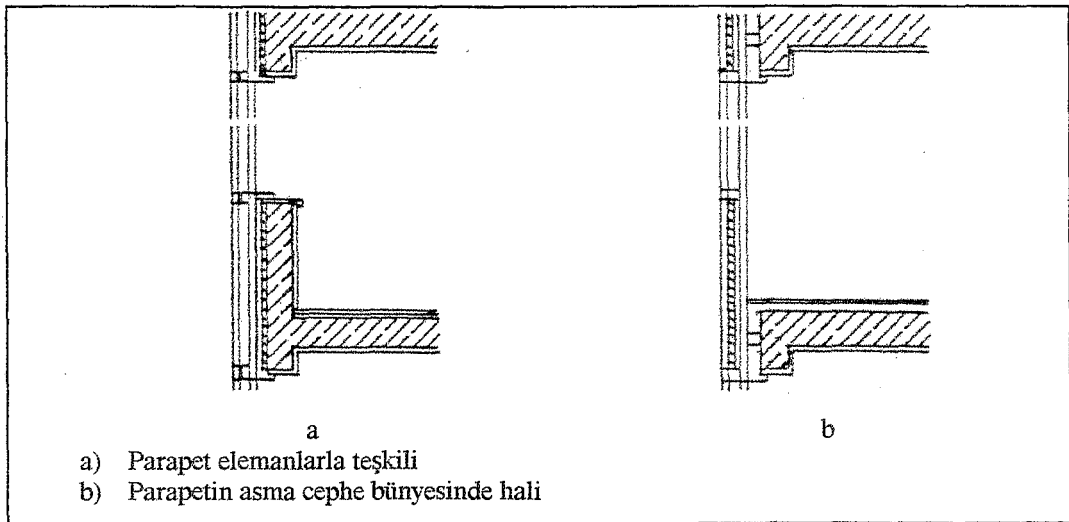 a
b
a) Parapet elemanlarla teşkili
b) Parapetin asma cephe bünyesinde hali